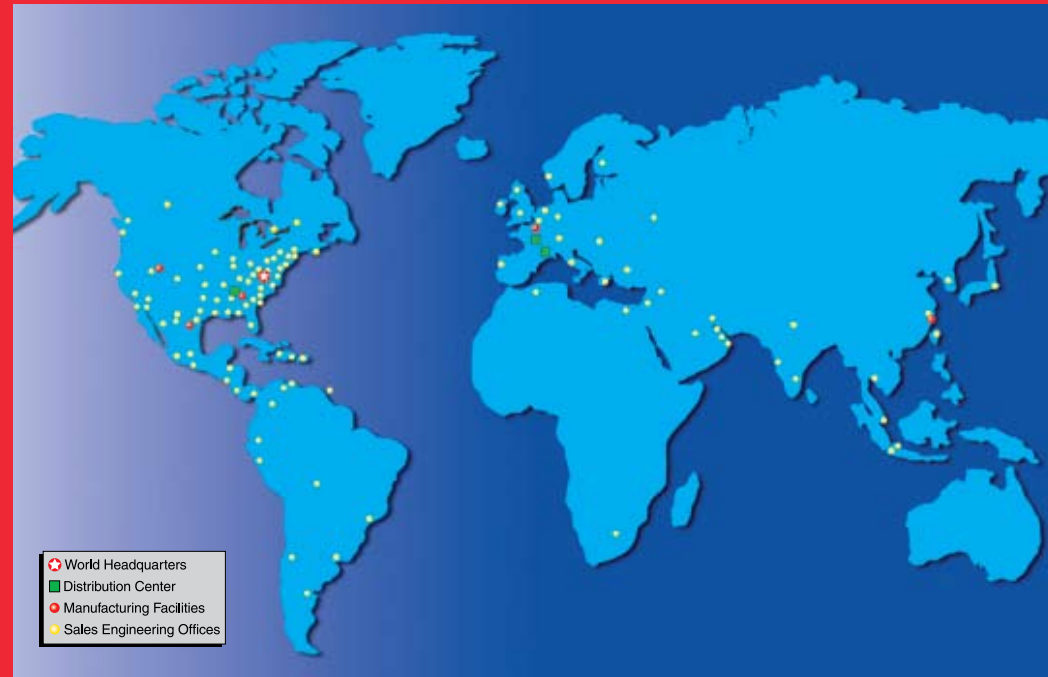 World Headquarters
Distribution Center
Manufacturing Facilities
Sales Engineering Offices